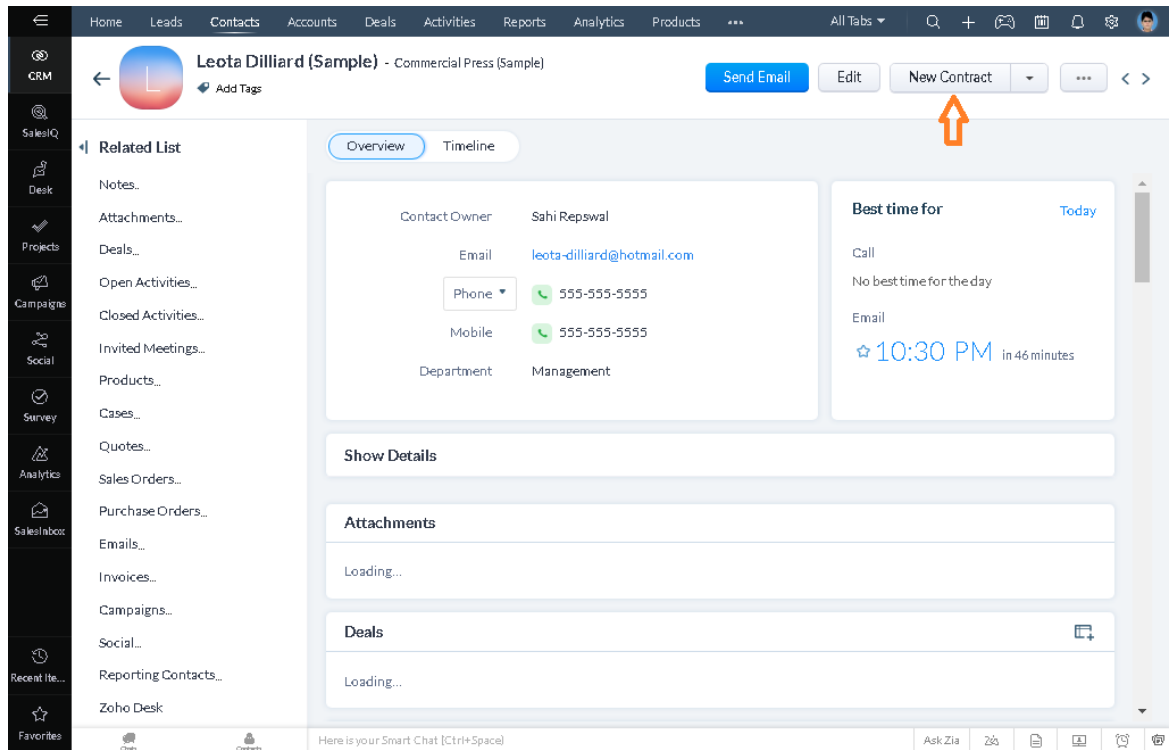 Home Leads Contacts Accounts Deals Activities Reports Analytics Products ••• All Tabs
CRM
SalesIQ
Desk
Projects
Campaigns
Social
Survey
Analytics
SalesInbox
Recent Ite...
Favorites
L
Leota Dilliard (Sample) - Commercial Press (Sample)
Add Tags
Send Email Edit New Contract •••
Related List
Notes..
Attachments...
Deals...
Open Activities...
Closed Activities...
Invited Meetings...
Products...
Cases...
Quotes...
Sales Orders...
Purchase Orders...
Emails...
Invoices...
Campaigns...
Social...
Reporting Contacts...
Zoho Desk
Overview Timeline
Contact Owner Sahi Repswal
Email leota-dilliard@hotmail.com
Phone 555-555-5555
Mobile 555-555-5555
Department Management
Best time for Today
Call
No best time for the day
Email
10:30 PM in 46 minutes
Show Details
Attachments
Loading...
Deals
Loading...
Chats Contacts Here is your Smart Chat (Ctrl+Space) Ask Zia